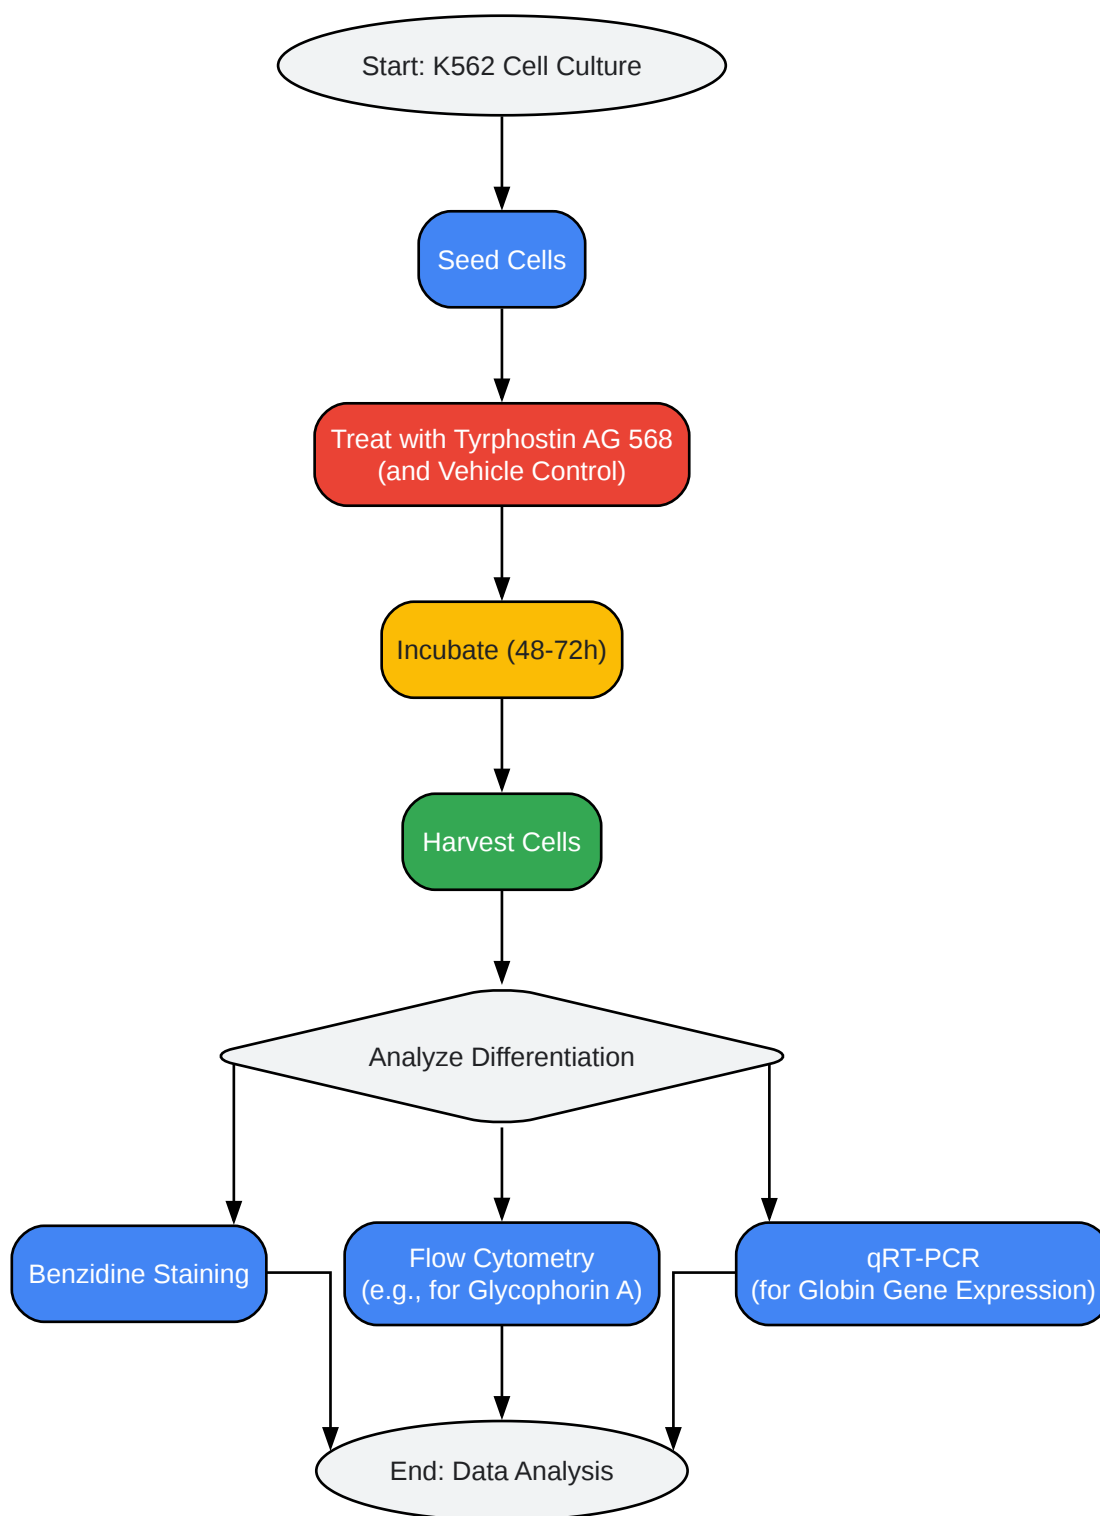 Start: K562 Cell Culture
Seed Cells
Treat with Tyrphostin AG 568
(and Vehicle Control)
Incubate (48-72h)
Harvest Cells
Analyze Differentiation
Benzidine Staining
Flow Cytometry
(e.g., for Glycophorin A)
qRT-PCR
(for Globin Gene Expression)
End: Data Analysis